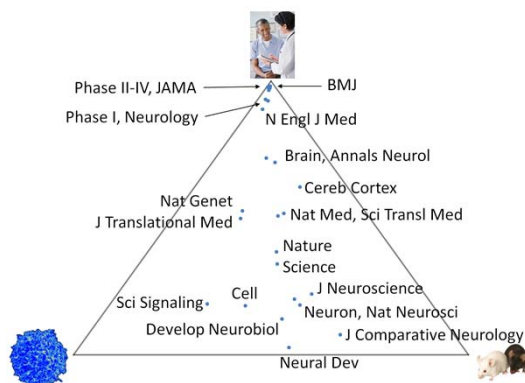 Phase II-IV, JAMA
BMJ
Phase I, Neurology
N Engl J Med
Brain, Annals Neurol
Cereb Cortex
Nat Genet
J Translational Med
Nat Med, Sci Transl Med
Nature
Science
J Neuroscience
Sci Signaling
Cell
Neuron, Nat Neurosci
Develop Neurobiol
J Comparative Neurology
Neural Dev